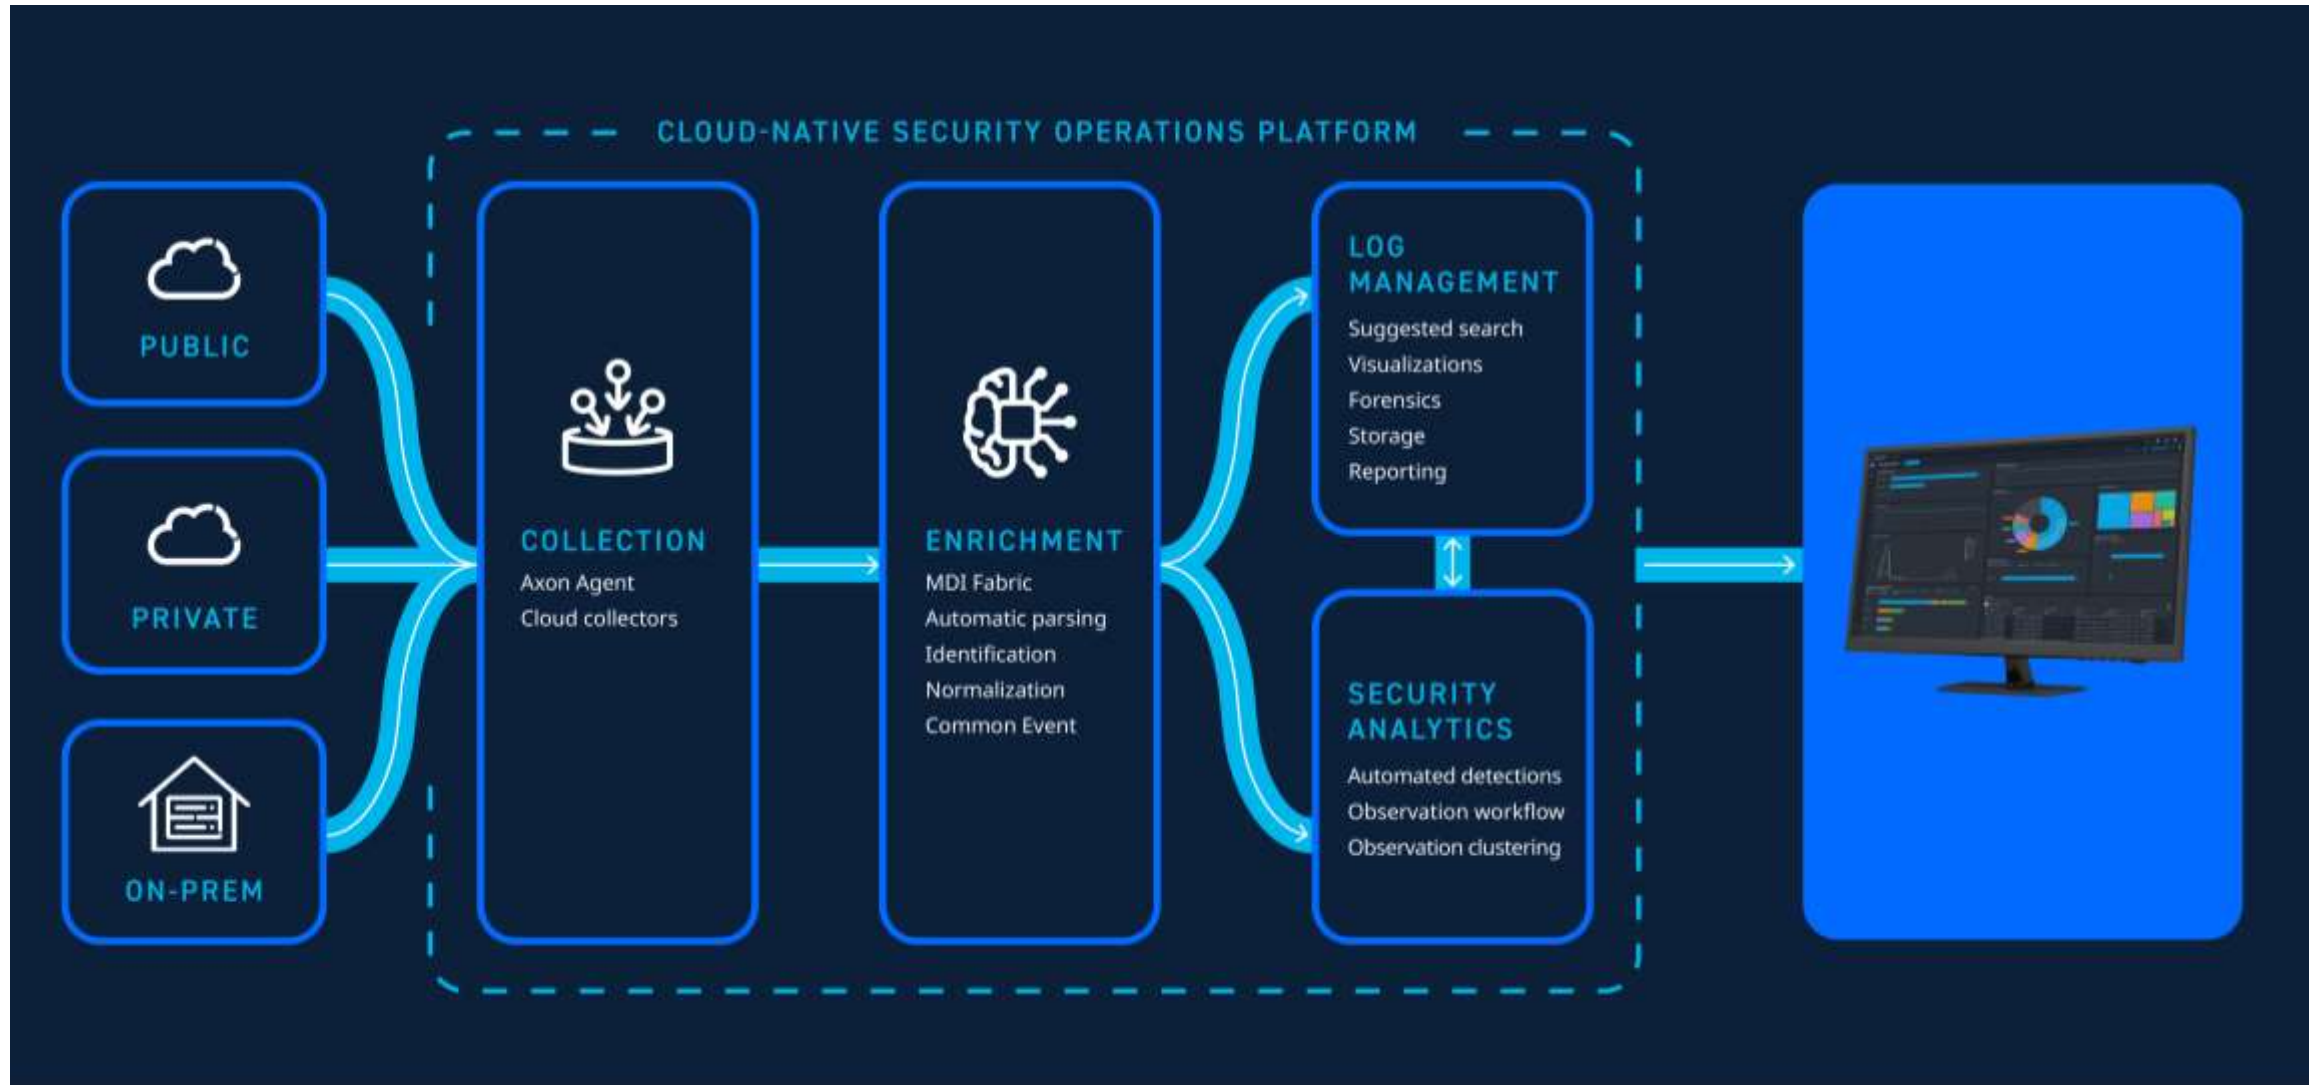 CLOUD-NATIVE SECURITY OPERATIONS PLATFORM
PUBLIC
PRIVATE
ON-PREM
COLLECTION
Axon Agent
Cloud collectors
ENRICHMENT
MDI Fabric
Automatic parsing
Identification
Normalization
Common Event
LOG
MANAGEMENT
Suggested search
Visualizations
Forensics
Storage
Reporting
SECURITY
ANALYTICS
Automated detections
Observation workflow
Observation clustering